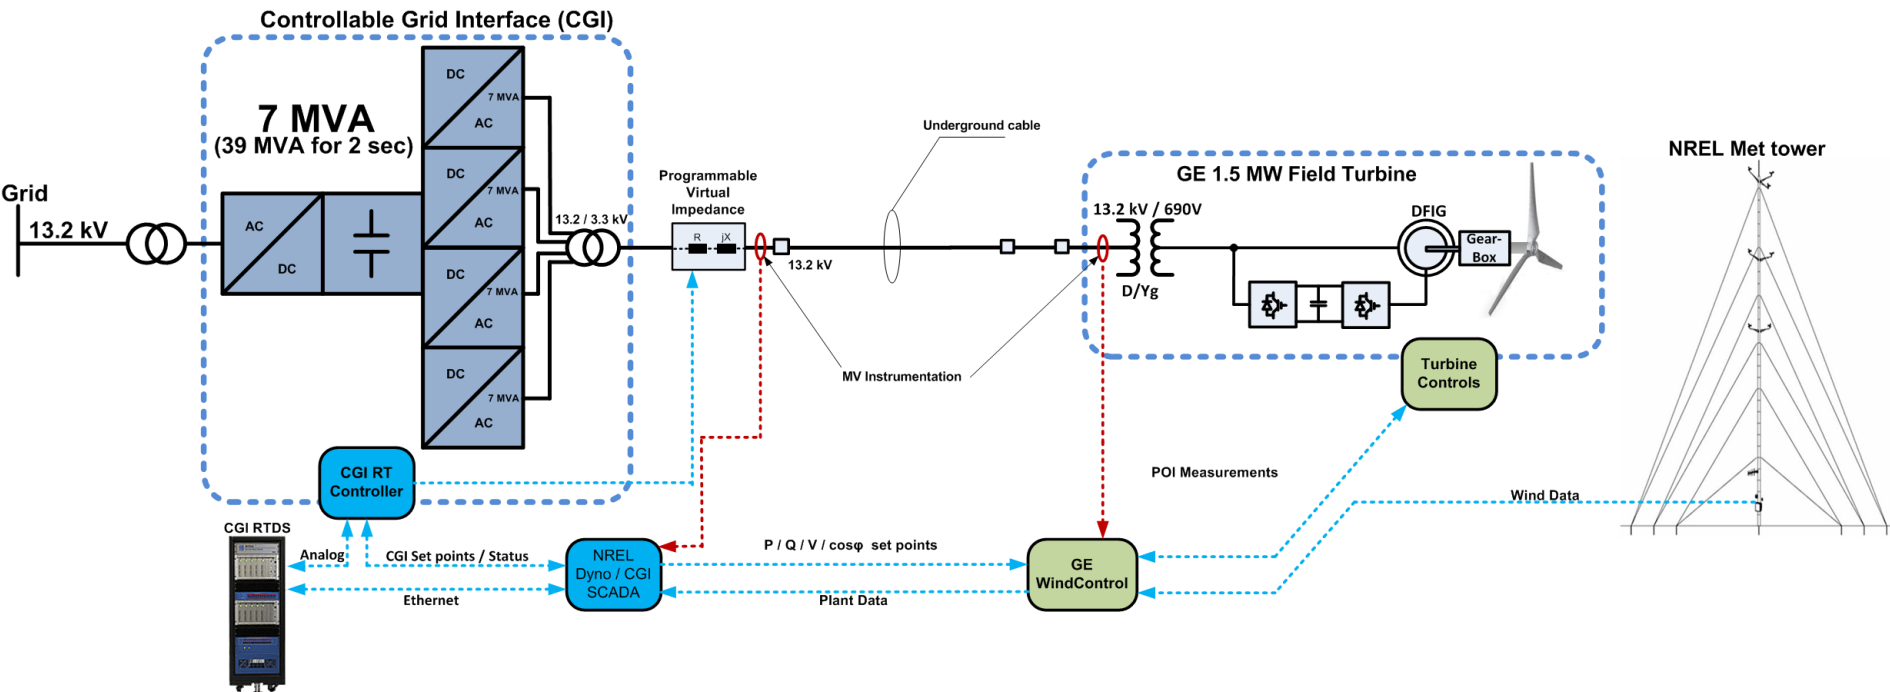 Controllable Grid Interface (CGI)
7 MVA
(39 MVA for 2 sec)
DC
7 MVA
AC
DC
7 MVA
AC
DC
7 MVA
AC
DC
7 MVA
AC
Grid
13.2 kV
AC
DC
13.2 / 3.3 kV
Programmable
Virtual
Impedance
R
jX
13.2 kV
Underground cable
MV Instrumentation
GE 1.5 MW Field Turbine
13.2 kV / 690V
D/Yg
DFIG
Gear-
Box
NREL Met tower
Turbine
Controls
CGI RT
Controller
CGI RTDS
Analog
CGI Set points / Status
Ethernet
NREL
Dyno / CGI
SCADA
P / Q / V / cosφ set points
Plant Data
GE
WindControl
POI Measurements
Wind Data